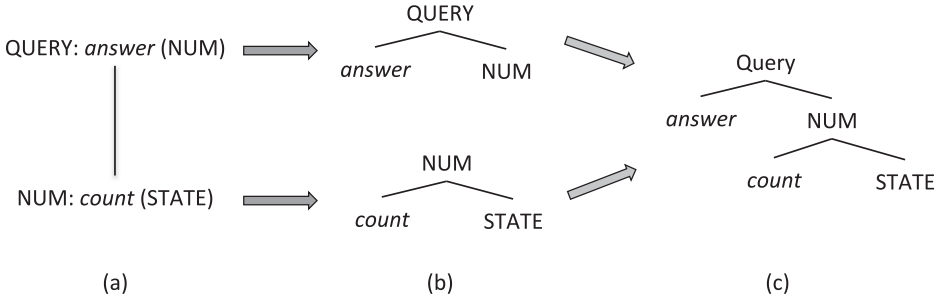 QUERY: answer (NUM)
NUM: count (STATE)
(a)
QUERY
answer
NUM
NUM
count
STATE
(b)
Query
answer
NUM
count
STATE
(c)